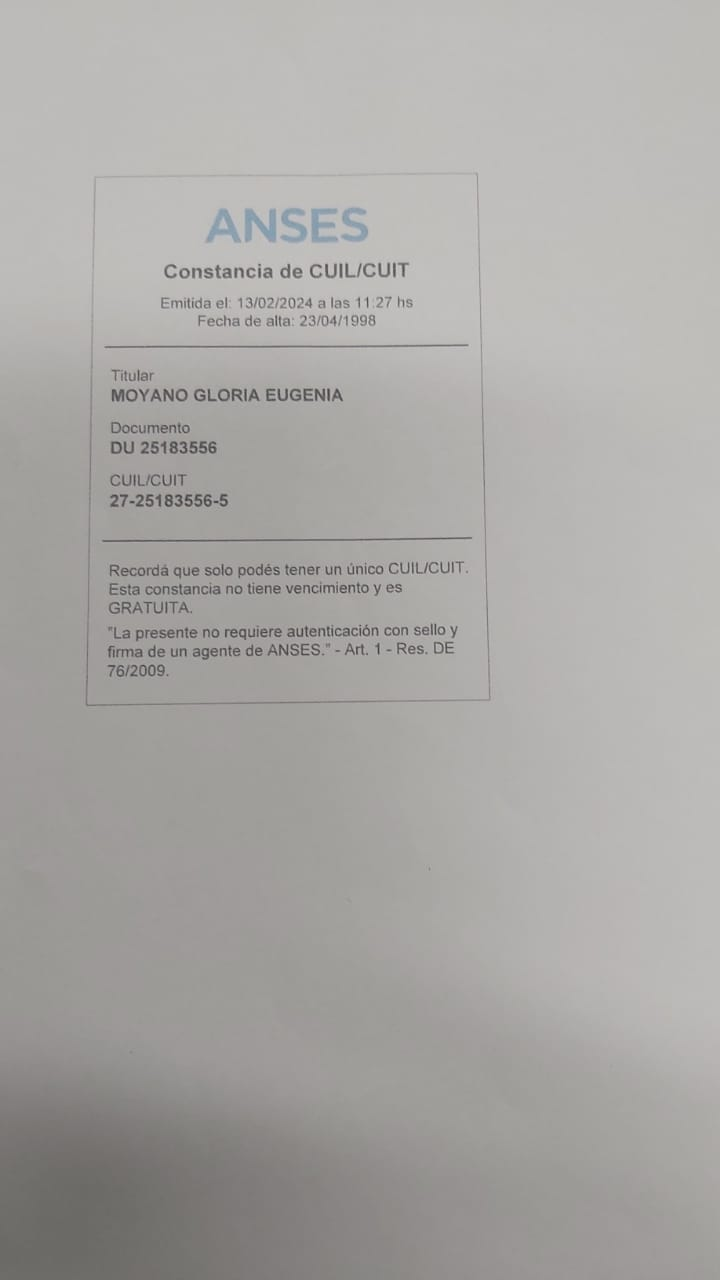 ANSES
Constancia de CUIL/CUIT
Emitida el: 13/02/2024 a las 11:27 hs
Fecha de alta: 23/04/1998
Titular
MOYANO GLORIA EUGENIA
Documento
DU 25183556
CUIL/CUIT
27-25183556-5
Recordá que solo podés tener un único CUIL/CUIT.
Esta constancia no tiene vencimiento y es
GRATUITA.
"La presente no requiere autenticación con sello y
firma de un agente de ANSES." - Art. 1 - Res. DE
76/2009.